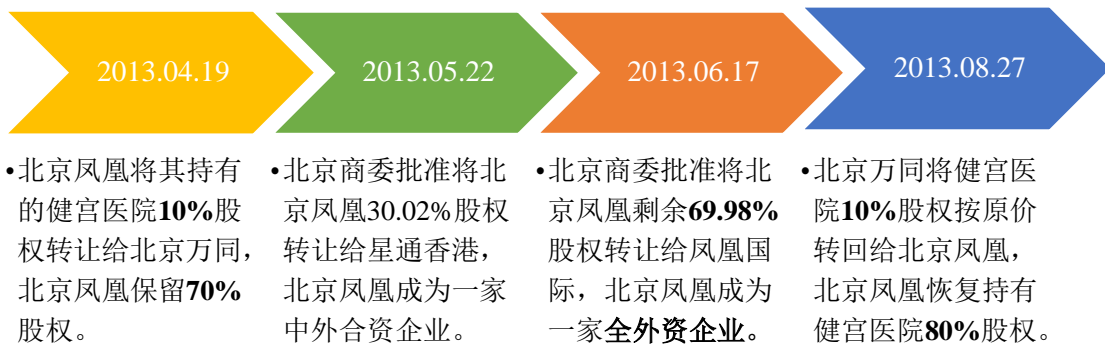 2013.04.19
2013.05.22
2013.06.17
2013.08.27
•北京凤凰将其持有
的健宫医院10%股
权转让给北京万同，
北京凤凰保留70%
股权。
•北京商委批准将北
京凤凰30.02%股权
转让给星通香港，
北京凤凰成为一家
中外合资企业。
•北京商委批准将北
京凤凰剩余69.98%
股权转让给凤凰国
际，北京凤凰成为
一家全外资企业。
•北京万同将健宫医
院10%股权按原价
转回给北京凤凰，
北京凤凰恢复持有
健宫医院80%股权。